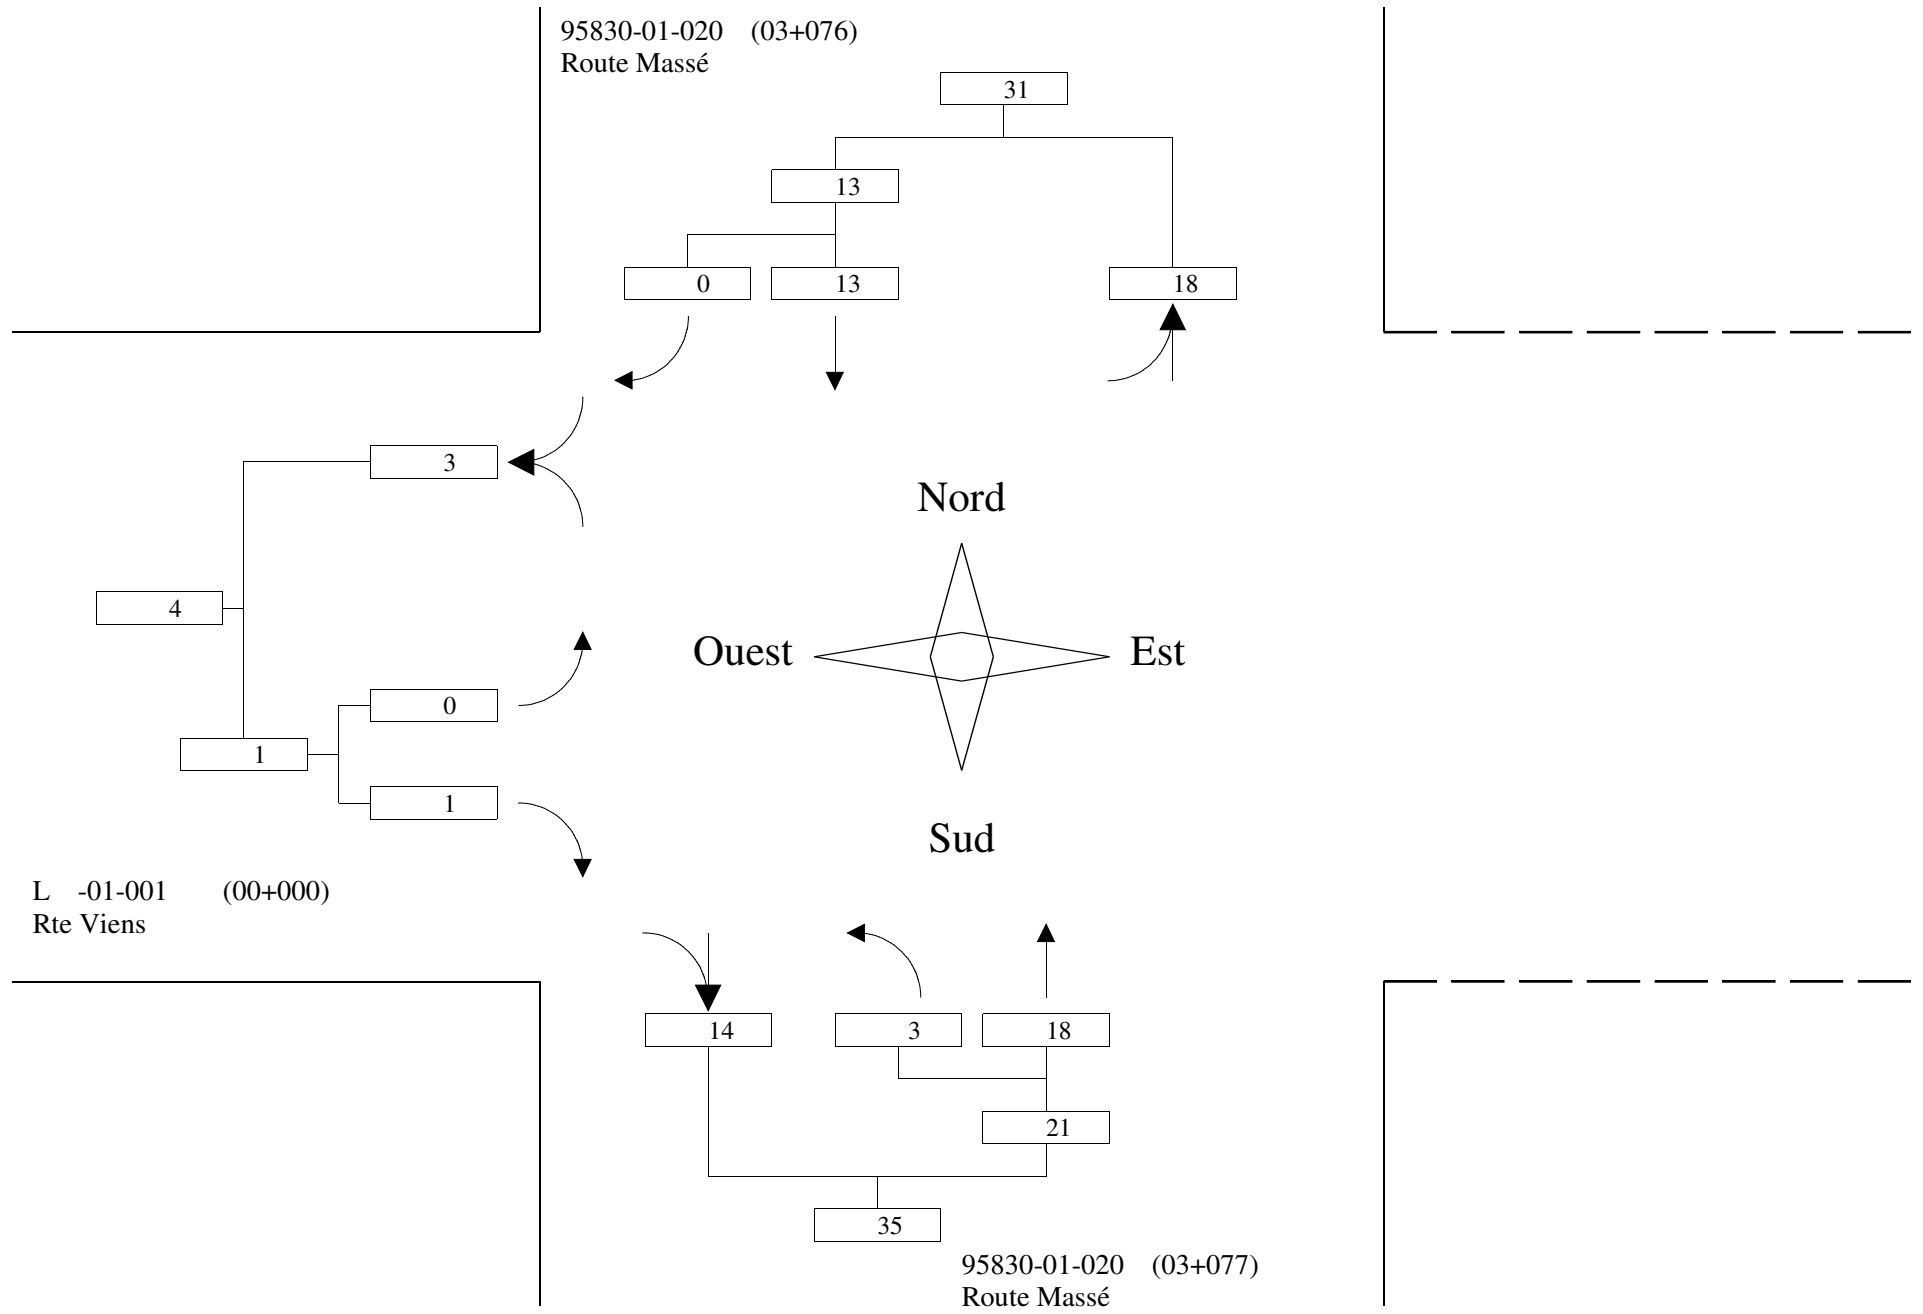 95830-01-020 (03+076)
Route Massé
31
13
0 13 18
3
Nord
4
Ouest Est
0
1
1
Sud
L -01-001 (00+000)
Rte Viens
14 3 18
21
35
95830-01-020 (03+077)
Route Massé